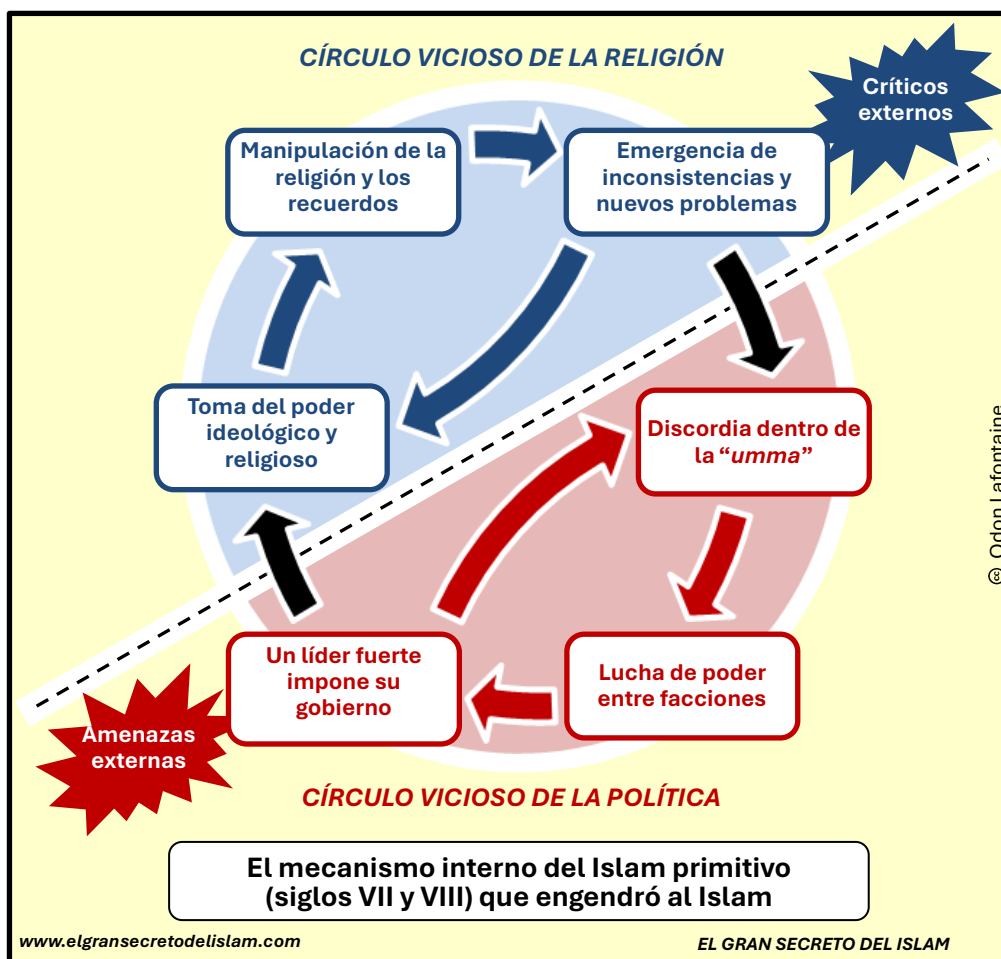 CÍRCULO VICIOSO DE LA RELIGIÓN
Críticos
externos
Manipulación de la
religión y los
recuerdos
Emergencia de
inconsistencias y
nuevos problemas
Toma del poder
ideológico y
religioso
Discordia dentro de
la “umma”
Un líder fuerte
impone su
gobierno
Lucha de poder
entre facciones
Amenazas
externas
CÍRCULO VICIOSO DE LA POLÍTICA
El mecanismo interno del Islam primitivo
(siglos VII y VIII) que engendró al Islam
www.elgransecretodelislam.com
EL GRAN SECRETO DEL ISLAM
🄯 Odon Lafontaine